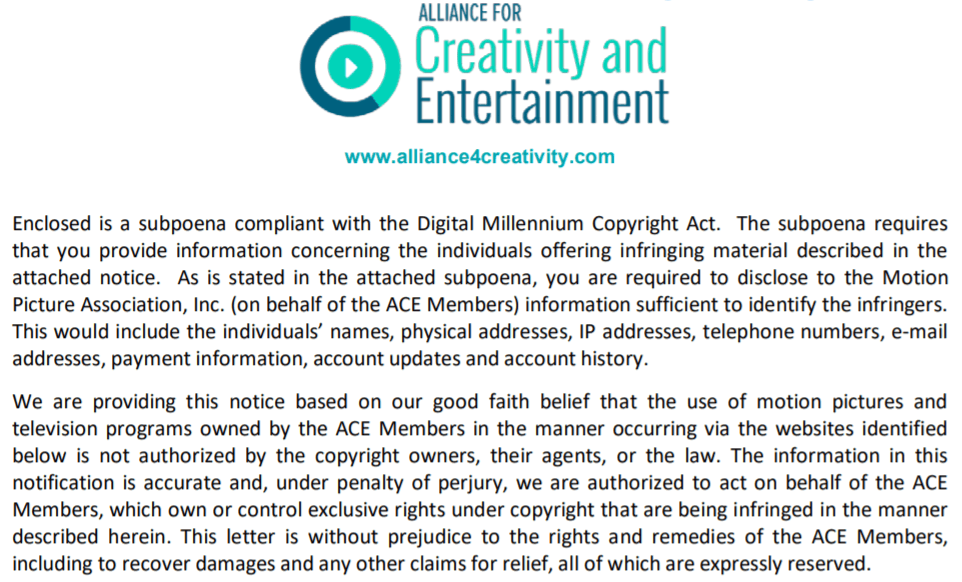 ALLIANCE FOR
Creativity and
Entertainment
www.alliance4creativity.com
Enclosed is a subpoena compliant with the Digital Millennium Copyright Act.  The subpoena requires
that you provide information concerning the individuals offering infringing material described in the
attached notice.  As is stated in the attached subpoena, you are required to disclose to the Motion
Picture Association, Inc. (on behalf of the ACE Members) information sufficient to identify the infringers.
This would include the individuals’ names, physical addresses, IP addresses, telephone numbers, e-mail
addresses, payment information, account updates and account history.
We are providing this notice based on our good faith belief that the use of motion pictures and
television programs owned by the ACE Members in the manner occurring via the websites identified
below is not authorized by the copyright owners, their agents, or the law. The information in this
notification is accurate and, under penalty of perjury, we are authorized to act on behalf of the ACE
Members, which own or control exclusive rights under copyright that are being infringed in the manner
described herein. This letter is without prejudice to the rights and remedies of the ACE Members,
including to recover damages and any other claims for relief, all of which are expressly reserved.